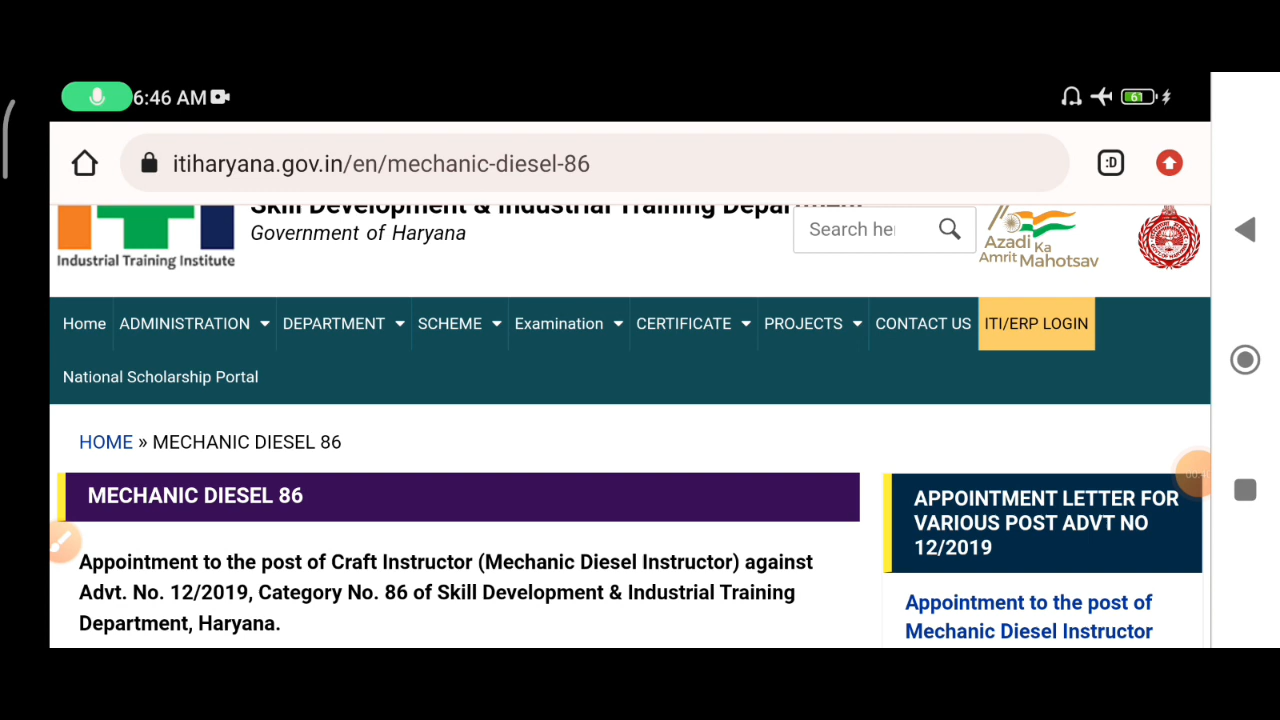 6:46 AM
61
itiharyana.gov.in/en/mechanic-diesel-86
:D
Skill Development & Industrial Training Department
Government of Haryana
Industrial Training Institute
Search he
Azadi Ka
Amrit Mahotsav
Home ADMINISTRATION DEPARTMENT SCHEME Examination CERTIFICATE PROJECTS CONTACT US ITI/ERP LOGIN
National Scholarship Portal
HOME » MECHANIC DIESEL 86
MECHANIC DIESEL 86
Appointment to the post of Craft Instructor (Mechanic Diesel Instructor) against
Advt. No. 12/2019, Category No. 86 of Skill Development & Industrial Training
Department, Haryana.
APPOINTMENT LETTER FOR
VARIOUS POST ADVT NO
12/2019
Appointment to the post of
Mechanic Diesel Instructor